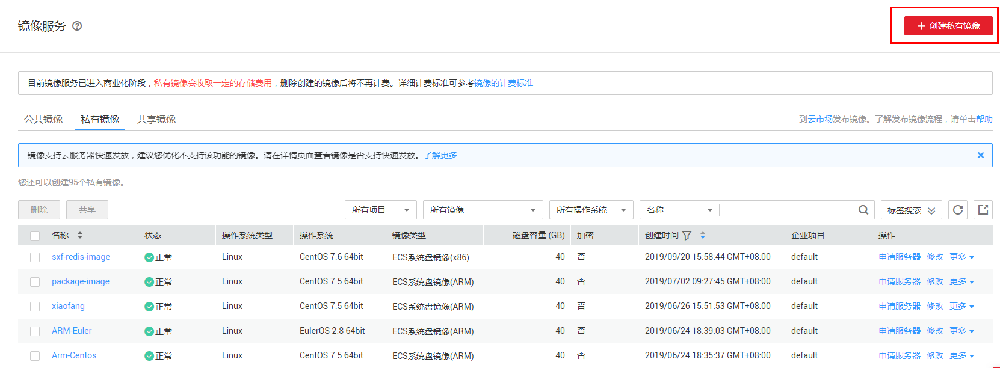 镜像服务 ?
+ 创建私有镜像
目前镜像服务已进入商业化阶段，私有镜像会收取一定的存储费用，删除创建的镜像后将不再计费。详细计费标准可参考镜像的计费标准
公共镜像 私有镜像 共享镜像 到云市场发布镜像。了解发布镜像流程，请单击帮助
镜像支持云服务器快速发放，建议您优化不支持该功能的镜像。请在详情页面查看镜像是否支持快速发放。了解更多
您还可以创建95个私有镜像。
删除 共享 所有项目 所有镜像 所有操作系统 名称 标签搜索
名称 状态 操作系统类型 操作系统 镜像类型 磁盘容量 (GB) 加密 创建时间 企业项目 操作
sxf-redis-image 正常 Linux CentOS 7.6 64bit ECS系统盘镜像(x86) 40 否 2019/09/20 15:58:44 GMT+08:00 default 申请服务器 修改 更多
package-image 正常 Linux CentOS 7.5 64bit ECS系统盘镜像(ARM) 40 否 2019/07/02 09:27:45 GMT+08:00 default 申请服务器 修改 更多
xiaofang 正常 Linux CentOS 7.5 64bit ECS系统盘镜像(ARM) 40 否 2019/06/26 15:51:53 GMT+08:00 default 申请服务器 修改 更多
ARM-Euler 正常 Linux EulerOS 2.8 64bit ECS系统盘镜像(ARM) 40 否 2019/06/24 18:39:03 GMT+08:00 default 申请服务器 修改 更多
Arm-Centos 正常 Linux CentOS 7.5 64bit ECS系统盘镜像(ARM) 40 否 2019/06/24 18:35:37 GMT+08:00 default 申请服务器 修改 更多